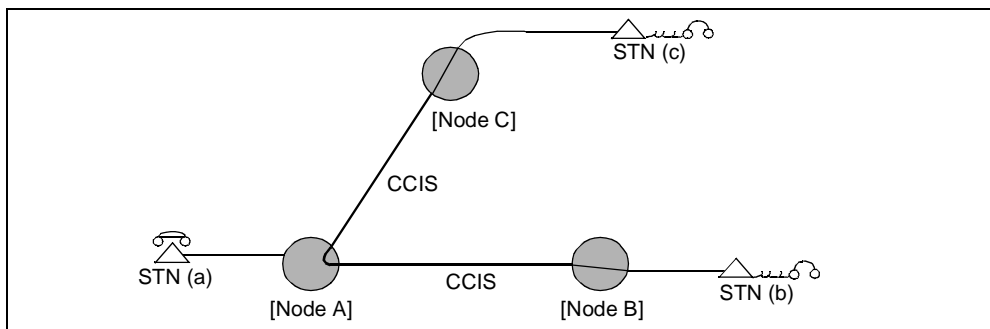 STN (c)
[Node C]
CCIS
STN (a)
CCIS
STN (b)
[Node A]
[Node B]